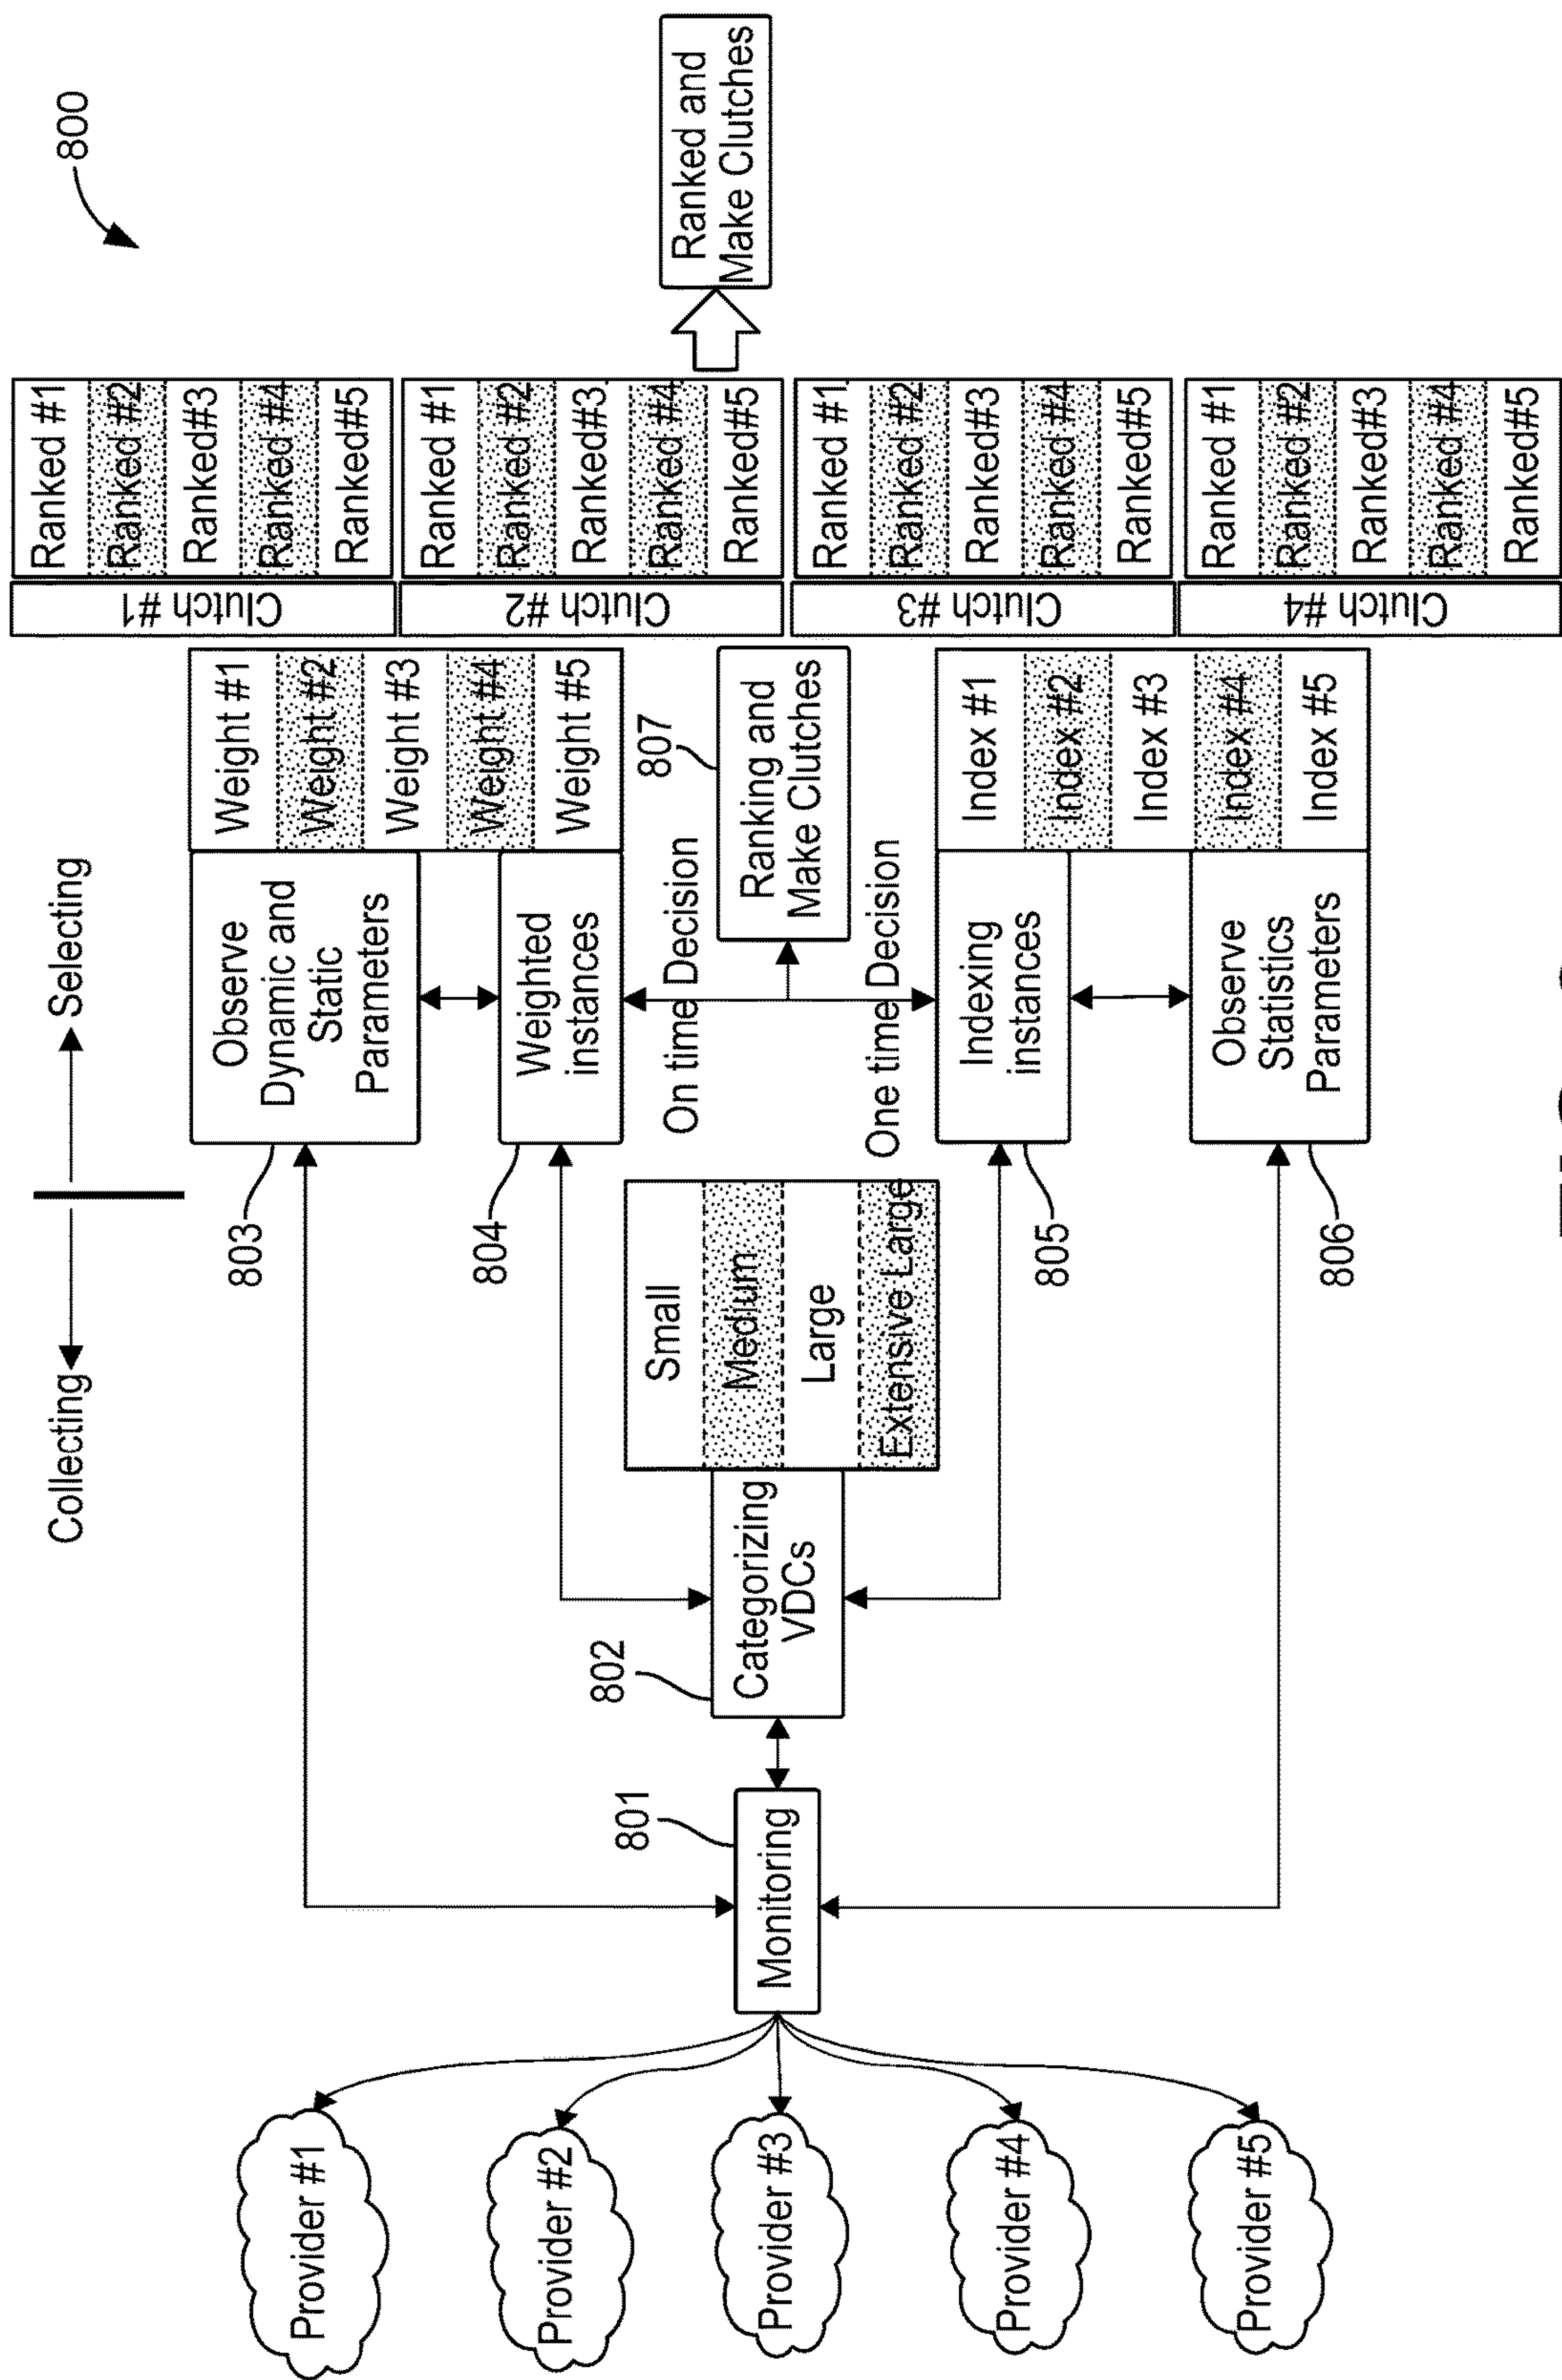 800
Collecting
Selecting
Provider #1
Provider #2
Provider #3
Provider #4
Provider #5
801
Monitoring
802
Categorizing
VDCs
Small
Medium
Large
Extensive Large
803
Observe
Dynamic and
Static
Parameters
804
Weighted
instances
Weight #1
Weight #2
Weight #3
Weight #4
Weight #5
On time Decision
807
Ranking and
Make Clutches
One time Decision
805
Indexing
instances
806
Observe
Statistics
Parameters
Index #1
Index #2
Index #3
Index #4
Index #5
Clutch #1
Ranked #1
Ranked #2
Ranked#3
Ranked #4
Ranked#5
Clutch #2
Ranked #1
Ranked #2
Ranked#3
Ranked #4
Ranked#5
Clutch #3
Ranked #1
Ranked #2
Ranked#3
Ranked #4
Ranked#5
Clutch #4
Ranked #1
Ranked #2
Ranked#3
Ranked #4
Ranked#5
Ranked and
Make Clutches